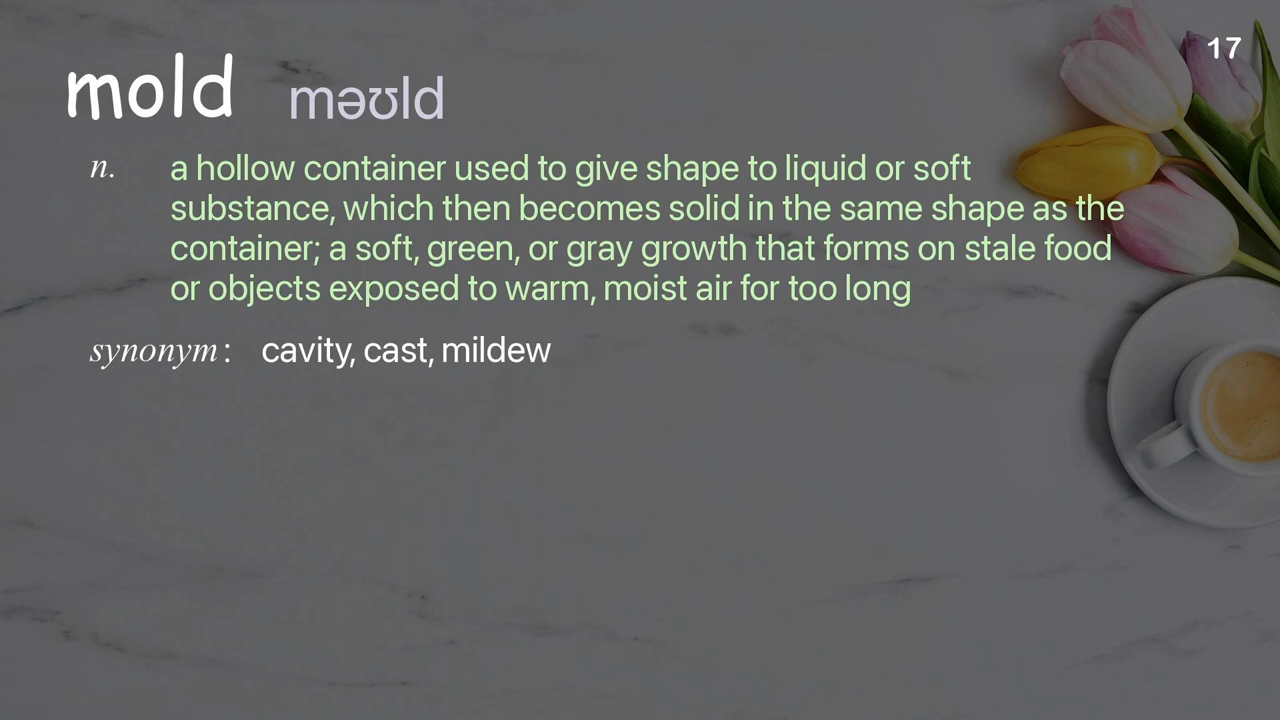 17
mold məʊld
n. a hollow container used to give shape to liquid or soft
substance, which then becomes solid in the same shape as the
container; a soft, green, or gray growth that forms on stale food
or objects exposed to warm, moist air for too long
synonym : cavity, cast, mildew